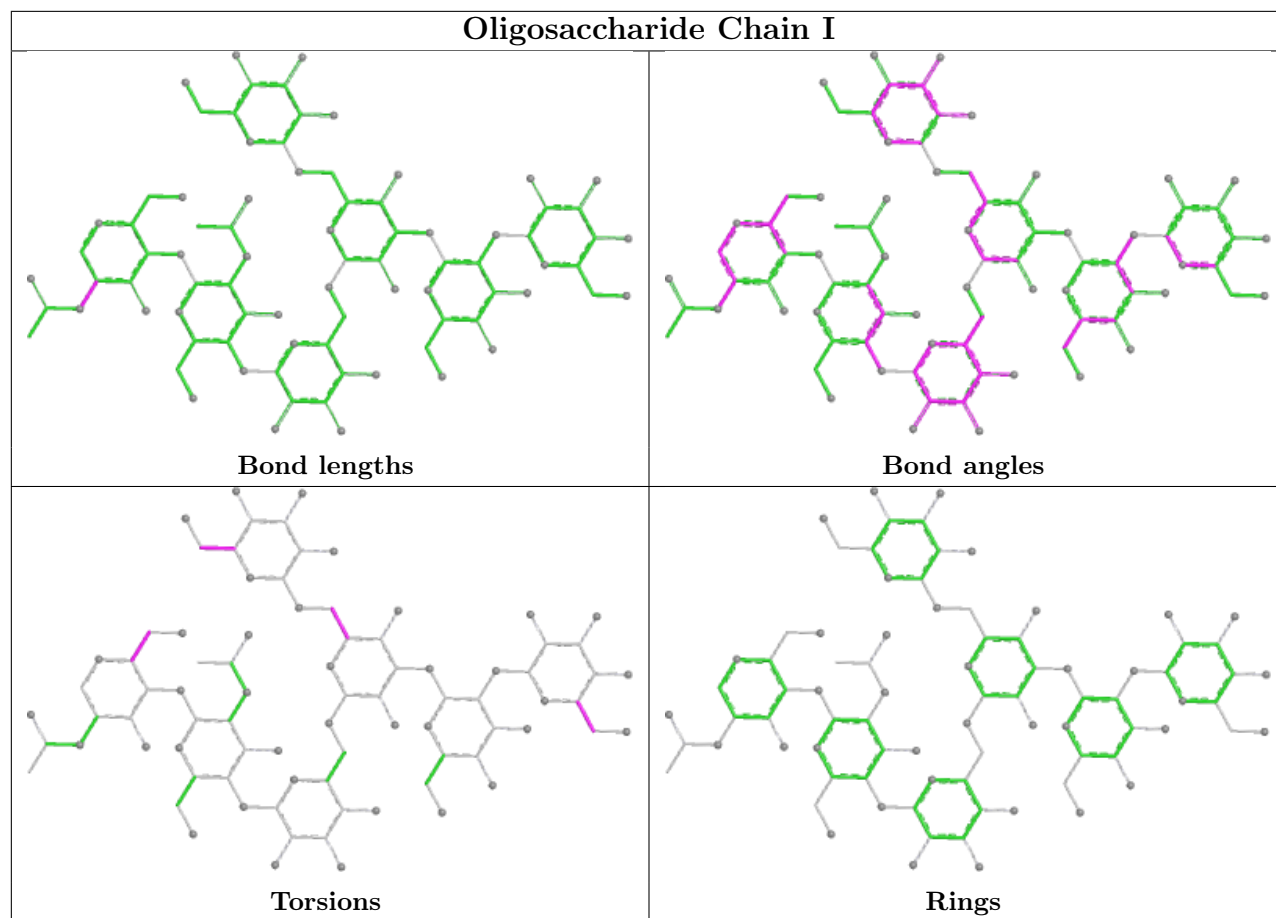 Oligosaccharide Chain I
Bond lengths
Bond angles
Torsions
Rings